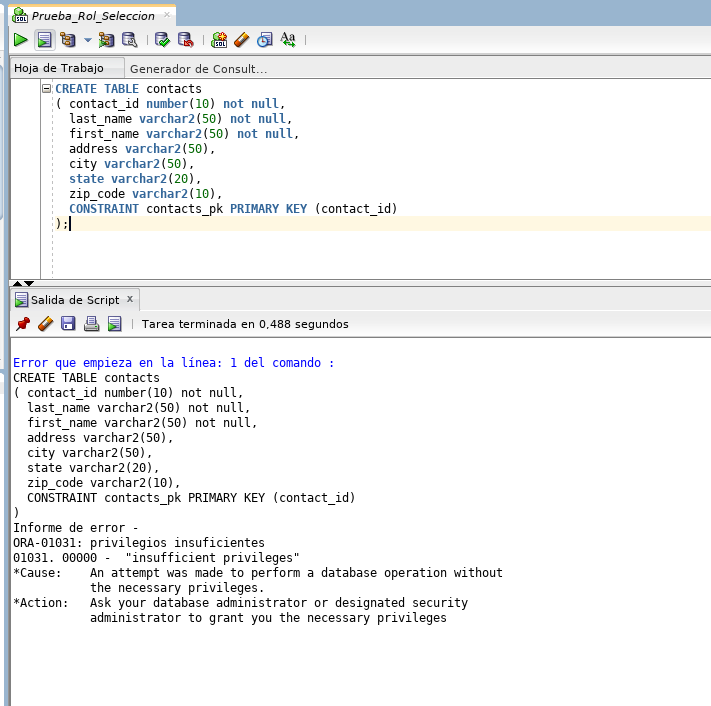 Prueba_Rol_Seleccion
Hoja de Trabajo Generador de Consult...
CREATE TABLE contacts
( contact_id number(10) not null,
last_name varchar2(50) not null,
first_name varchar2(50) not null,
address varchar2(50),
city varchar2(50),
state varchar2(20),
zip_code varchar2(10),
CONSTRAINT contacts_pk PRIMARY KEY (contact_id)
);
Salida de Script x
Tarea terminada en 0,488 segundos
Error que empieza en la línea: 1 del comando :
CREATE TABLE contacts
( contact_id number(10) not null,
last_name varchar2(50) not null,
first_name varchar2(50) not null,
address varchar2(50),
city varchar2(50),
state varchar2(20),
zip_code varchar2(10),
CONSTRAINT contacts_pk PRIMARY KEY (contact_id)
)
Informe de error -
ORA-01031: privilegios insuficientes
01031. 00000 - "insufficient privileges"
*Cause: An attempt was made to perform a database operation without
the necessary privileges.
*Action: Ask your database administrator or designated security
administrator to grant you the necessary privileges